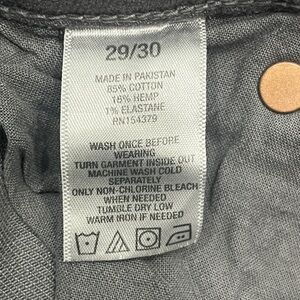 29/30
MADE IN PAKISTAN
85% COTTON
16% HEMP
1% ELASTANE
RN154379
WASH ONCE BEFORE
WEARING
TURN GARMENT INSIDE OUT
MACHINE WASH COLD
SEPARATELY
ONLY NON-CHLORINE BLEACH
WHEN NEEDED
TUMBLE DRY LOW
WARM IRON IF NEEDED